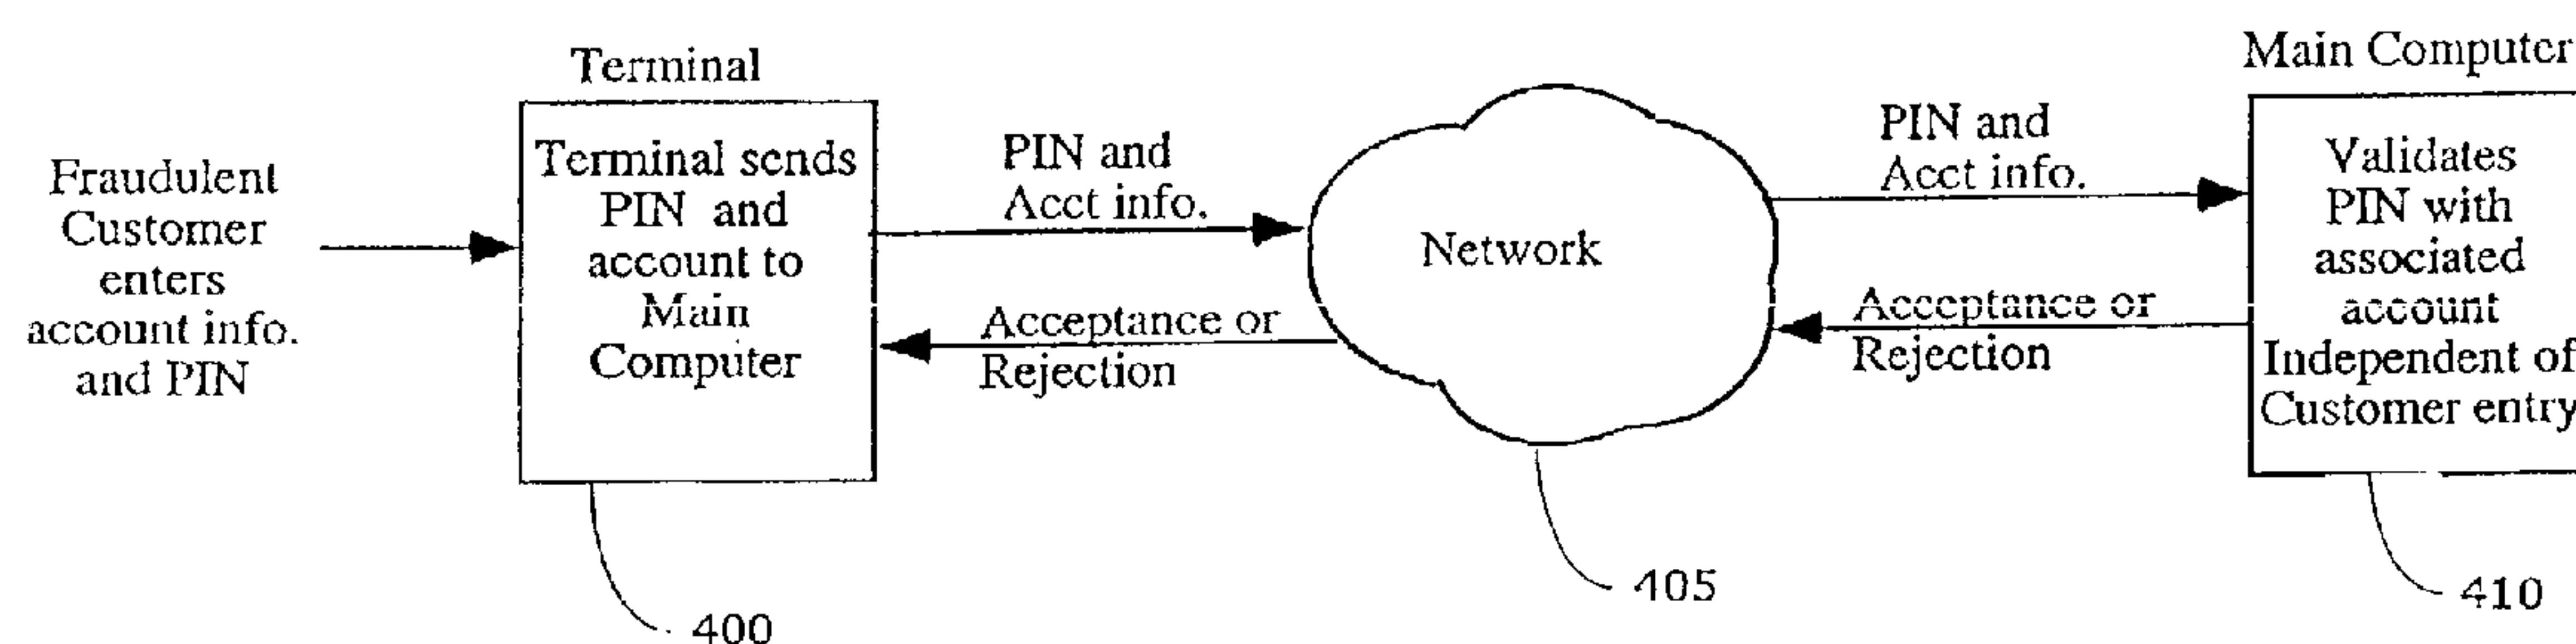 Fraudulent
Customer
enters
account info.
and PIN
Terminal
Terminal sends
PIN and
account to
Main
Computer
PIN and
Acct info.
Acceptance or
Rejection
Network
PIN and
Acct info.
Acceptance or
Rejection
Main Computer
Validates
PIN with
associated
account
Independent of
Customer entry
400
405
410